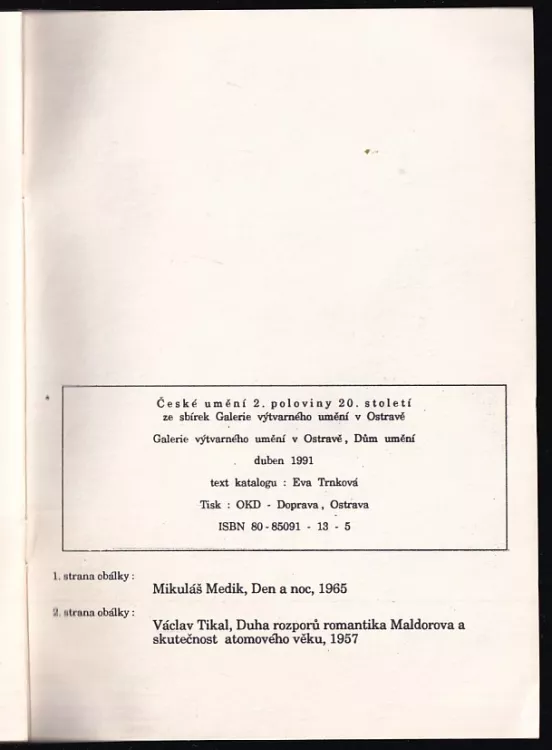 České umění 2. poloviny 20. století
ze sbírek Galerie výtvarného umění v Ostravě
Galerie výtvarného umění v Ostravě, Dům umění
duben 1991
text katalogu : Eva Trnková
Tisk : OKD - Doprava, Ostrava
ISBN 80-85091 - 13 - 5
1. strana obálky :
Mikuláš Medik, Den a noc, 1965
2. strana obálky :
Václav Tikal, Duha rozporů romantika Maldorova a
skutečnost atomového věku, 1957